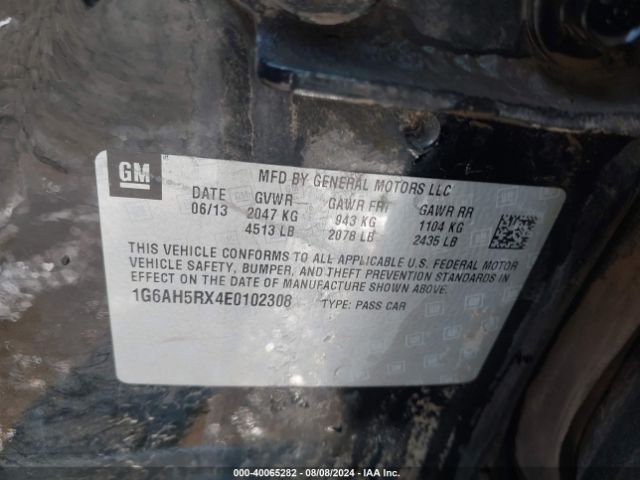 GM
MFD BY GENERAL MOTORS LLC
DATE GVWR GAWR FRT GAWR RR
06/13 2047 KG 943 KG 1104 KG
4513 LB 2078 LB 2435 LB
THIS VEHICLE CONFORMS TO ALL APPLICABLE U.S. FEDERAL MOTOR
VEHICLE SAFETY, BUMPER, AND THEFT PREVENTION STANDARDS IN
EFFECT ON THE DATE OF MANUFACTURE SHOWN ABOVE.
1G6AH5RX4E0102308 TYPE: PASS CAR
000-40065282 - 08/08/2024 - IAA Inc.